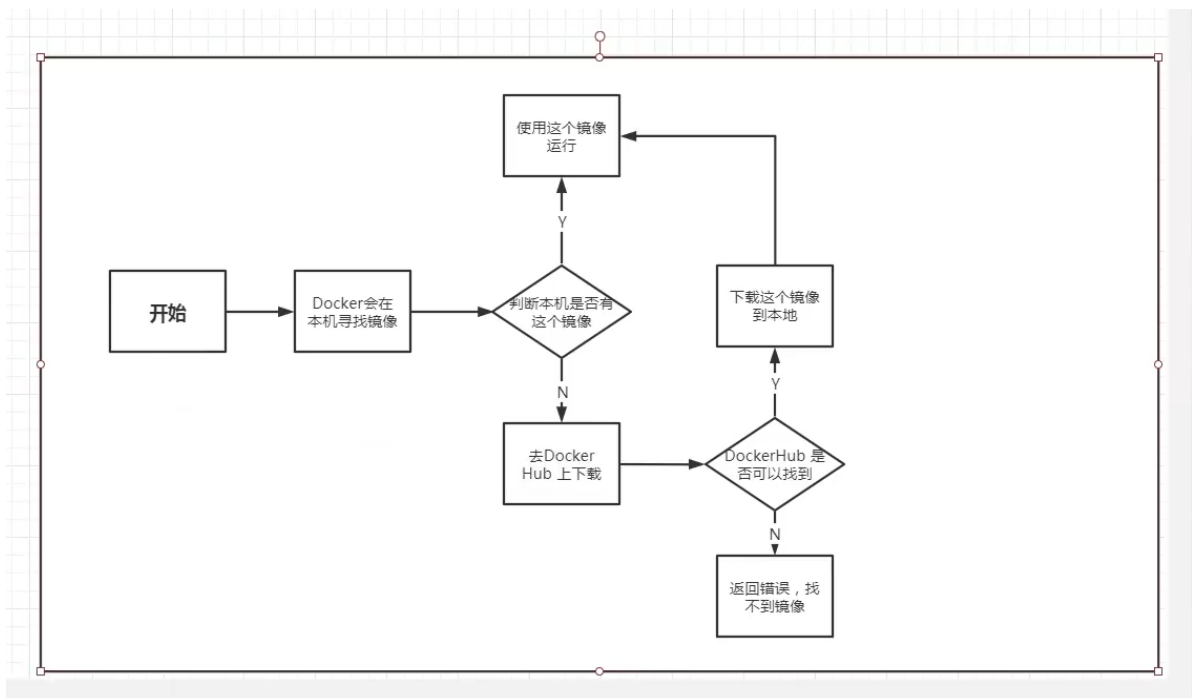 使用这个镜像
运行
Y
开始
Docker会在
本机寻找镜像
判断本机是否有
这个镜像
下载这个镜像
到本地
N
Y
去Docker
Hub 上下载
DockerHub 是
否可以找到
N
返回错误，找
不到镜像